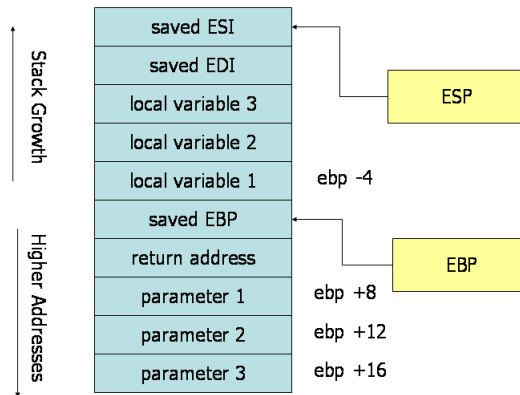 saved ESI
saved EDI
local variable 3
local variable 2
local variable 1
saved EBP
return address
parameter 1
parameter 2
parameter 3
Stack Growth
Higher Addresses
ebp -4
ebp +8
ebp +12
ebp +16
ESP
EBP